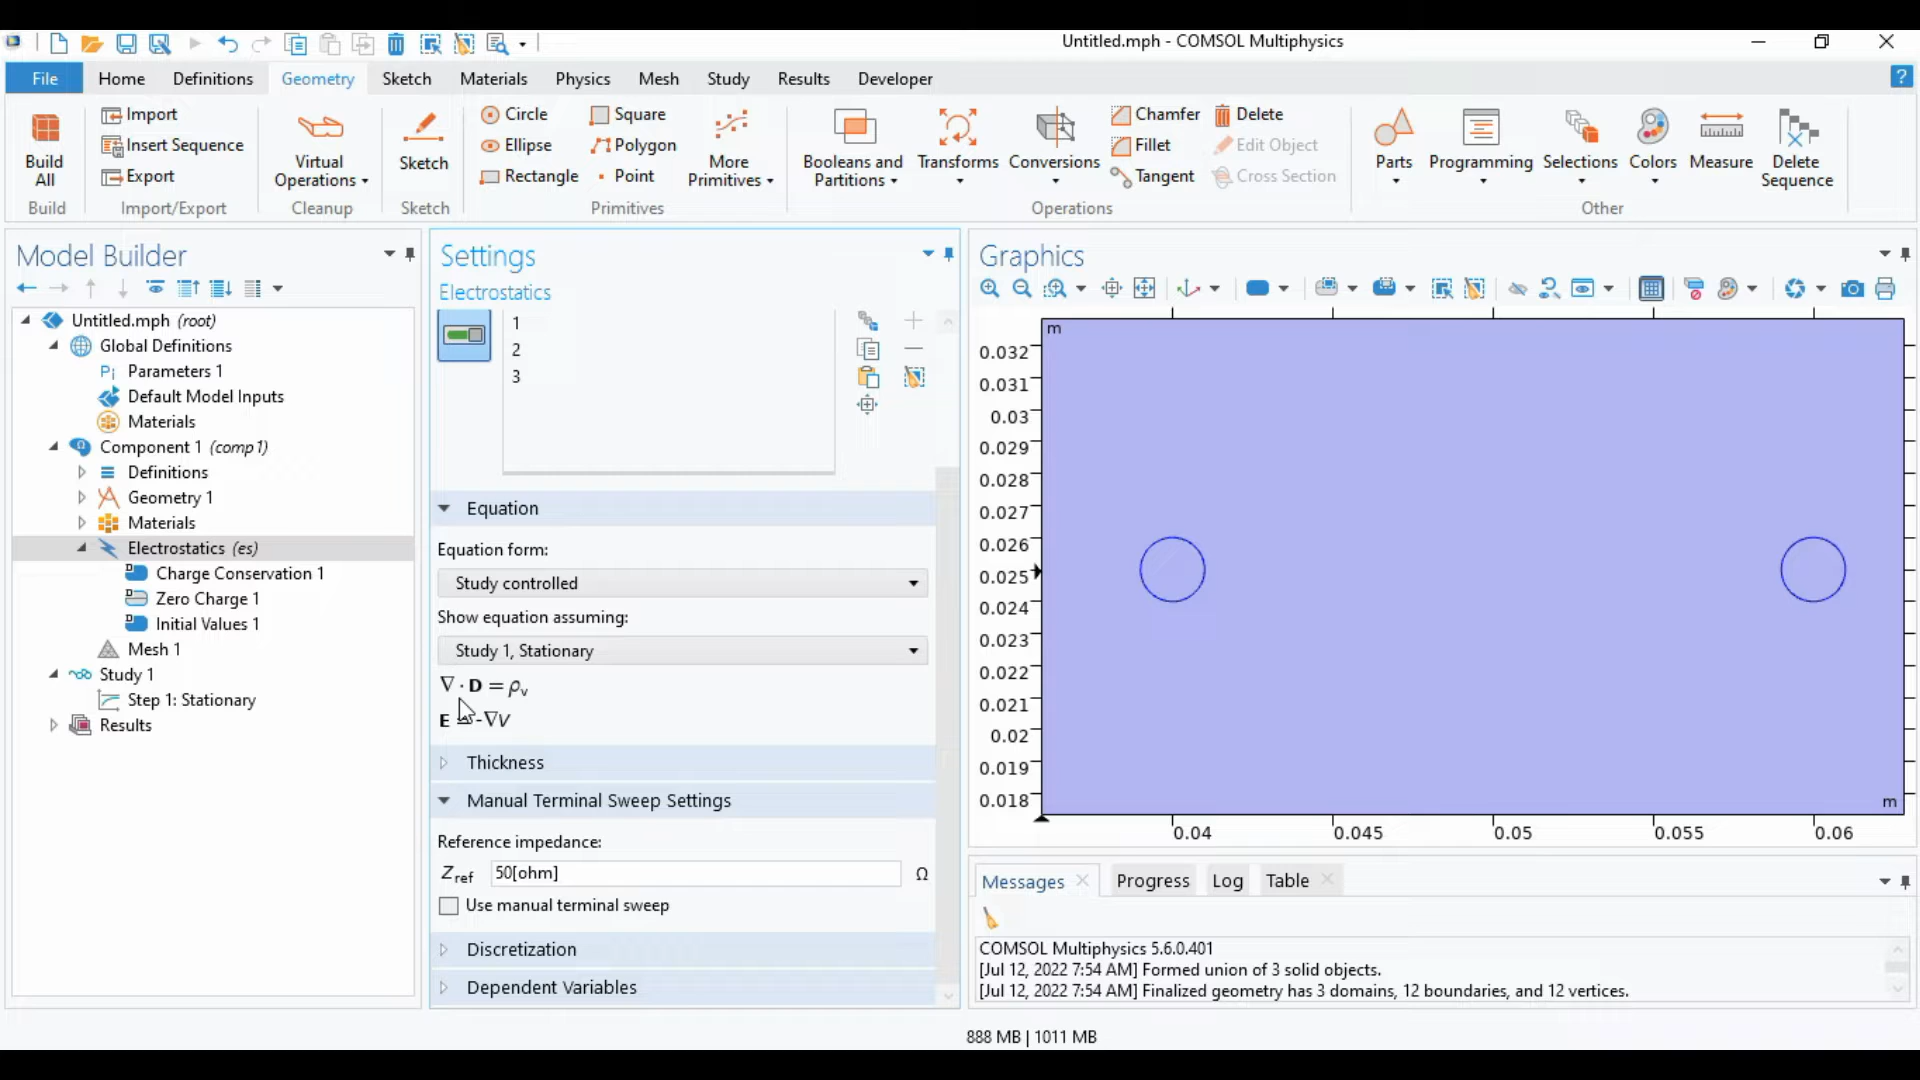 Untitled.mph - COMSOL Multiphysics
File
Home
Definitions
Geometry
Sketch
Materials
Physics
Mesh
Study
Results
Developer
?
Build
All
Build
Import
Insert Sequence
Export
Import/Export
Virtual
Operations
Cleanup
Sketch
Sketch
Circle
Ellipse
Rectangle
Square
Polygon
Point
More
Primitives
Primitives
Booleans and
Partitions
Transforms
Conversions
Chamfer
Fillet
Tangent
Delete
Edit Object
Cross Section
Operations
Parts
Programming
Selections
Colors
Measure
Delete
Sequence
Other
Model Builder
Untitled.mph (root)
Global Definitions
Pi Parameters 1
Default Model Inputs
Materials
Component 1 (comp1)
Definitions
Geometry 1
Materials
Electrostatics (es)
Charge Conservation 1
Zero Charge 1
Initial Values 1
Mesh 1
Study 1
Step 1: Stationary
Results
Settings
Electrostatics
1
2
3
Equation
Equation form:
Study controlled
Show equation assuming:
Study 1, Stationary
∇ · D = ρv
E = -∇V
Thickness
Manual Terminal Sweep Settings
Reference impedance:
Zref 50[ohm] Ω
Use manual terminal sweep
Discretization
Dependent Variables
Graphics
m
0.032
0.031
0.03
0.029
0.028
0.027
0.026
0.025
0.024
0.023
0.022
0.021
0.02
0.019
0.018
m
0.04 0.045 0.05 0.055 0.06
Messages
Progress
Log
Table
COMSOL Multiphysics 5.6.0.401
[Jul 12, 2022 7:54 AM] Formed union of 3 solid objects.
[Jul 12, 2022 7:54 AM] Finalized geometry has 3 domains, 12 boundaries, and 12 vertices.
888 MB | 1011 MB